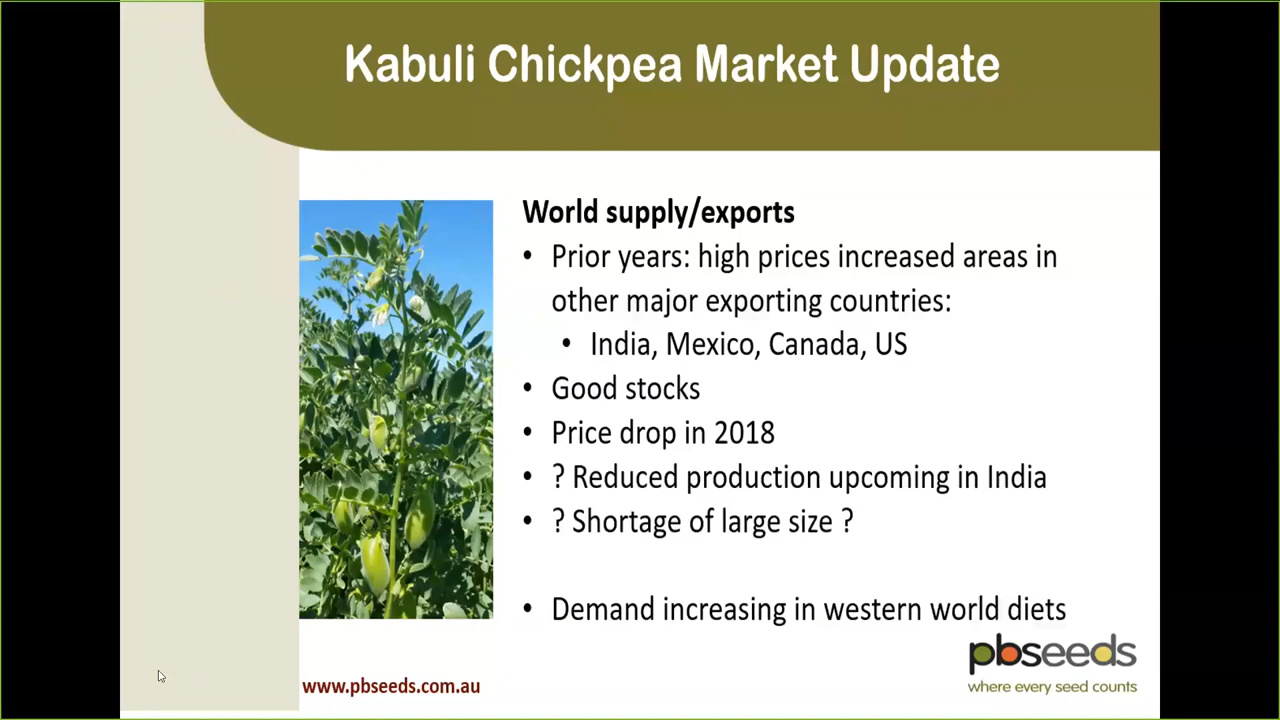 Kabuli Chickpea Market Update
World supply/exports
• Prior years: high prices increased areas in
other major exporting countries:
• India, Mexico, Canada, US
• Good stocks
• Price drop in 2018
• ? Reduced production upcoming in India
• ? Shortage of large size ?
• Demand increasing in western world diets
pbseeds
where every seed counts
www.pbseeds.com.au